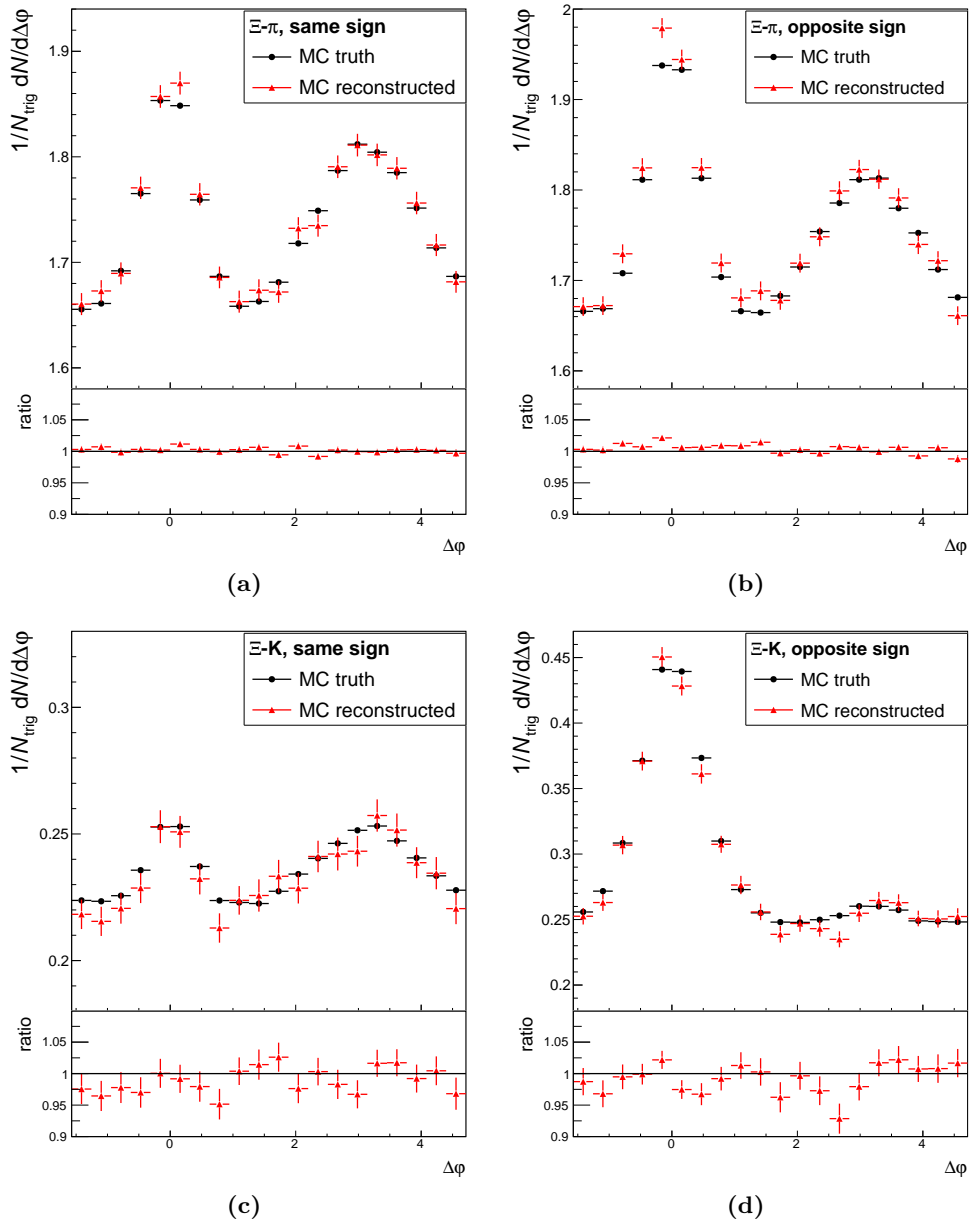 Ξ-π, same sign
MC truth
MC reconstructed
1/N_trig dN/dΔφ
1.9
1.8
1.7
1.6
ratio
1.05
1
0.95
0.9
0 2 4
Δφ
(a)
Ξ-π, opposite sign
MC truth
MC reconstructed
1/N_trig dN/dΔφ
2
1.9
1.8
1.7
1.6
ratio
1.05
1
0.95
0.9
0 2 4
Δφ
(b)
Ξ-K, same sign
MC truth
MC reconstructed
1/N_trig dN/dΔφ
0.3
0.25
0.2
ratio
1.05
1
0.95
0.9
0 2 4
Δφ
(c)
Ξ-K, opposite sign
MC truth
MC reconstructed
1/N_trig dN/dΔφ
0.45
0.4
0.35
0.3
0.25
0.2
ratio
1.05
1
0.95
0.9
0 2 4
Δφ
(d)